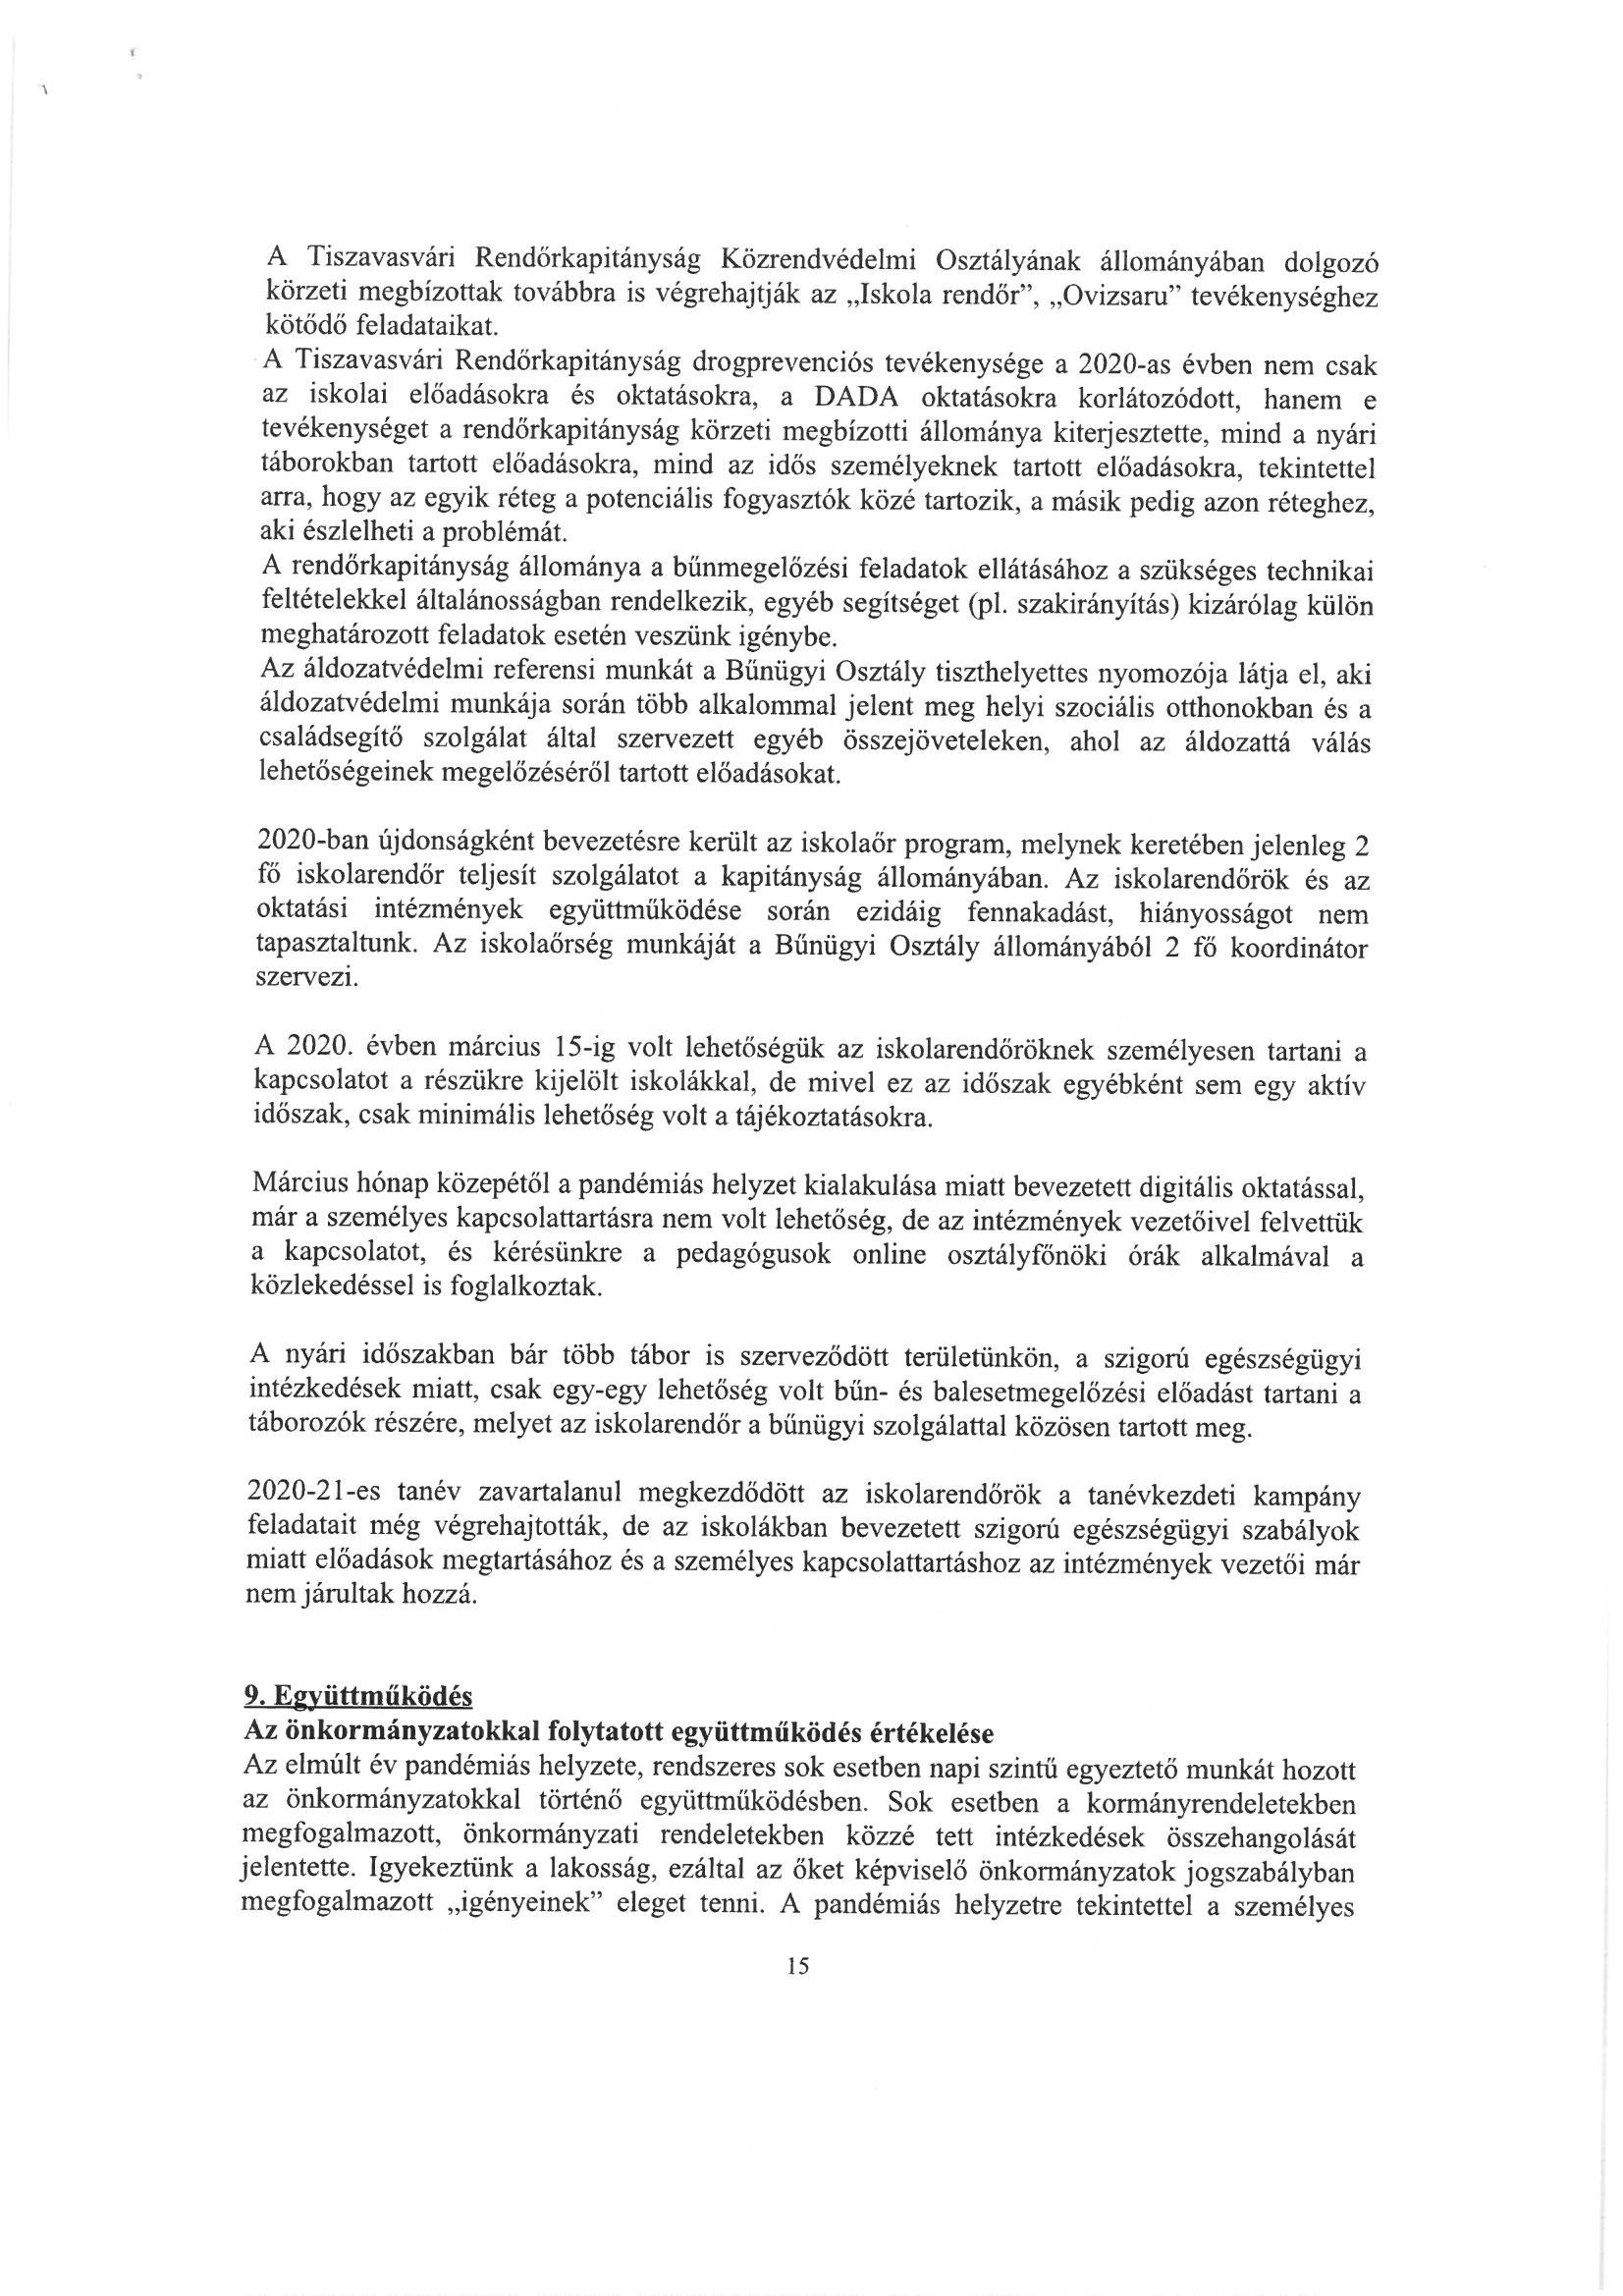 A Tiszavasvári Rendőrkapitányság Közrendvédelmi Osztályának állományában dolgozó
körzeti megbízottak továbbra is végrehajtják az „Iskola rendőr”, „Ovizsaru” tevékenységhez
kötődő feladataikat.
A Tiszavasvári Rendőrkapitányság drogprevenciós tevékenysége a 2020-as évben nem csak
az iskolai előadásokra és oktatásokra, a DADA oktatásokra korlátozódott, hanem e
tevékenységet a rendőrkapitányság körzeti megbízotti állománya kiterjesztette, mind a nyári
táborokban tartott előadásokra, mind az idős személyeknek tartott előadásokra, tekintettel
arra, hogy az egyik réteg a potenciális fogyasztók közé tartozik, a másik pedig azon réteghez,
aki észlelheti a problémát.
A rendőrkapitányság állománya a bűnmegelőzési feladatok ellátásához a szükséges technikai
feltételekkel általánosságban rendelkezik, egyéb segítséget (pl. szakirányítás) kizárólag külön
meghatározott feladatok esetén veszünk igénybe.
Az áldozatvédelmi referensi munkát a Bűnügyi Osztály tiszthelyettes nyomozója látja el, aki
áldozatvédelmi munkája során több alkalommal jelent meg helyi szociális otthonokban és a
családsegítő szolgálat által szervezett egyéb összejöveteleken, ahol az áldozattá válás
lehetőségeinek megelőzéséről tartott előadásokat.
2020-ban újdonságként bevezetésre került az iskolaőr program, melynek keretében jelenleg 2
fő iskolarendőr teljesít szolgálatot a kapitányság állományában. Az iskolarendőrök és az
oktatási intézmények együttműködése során ezidáig fennakadást, hiányosságot nem
tapasztaltunk. Az iskolaőrség munkáját a Bűnügyi Osztály állományából 2 fő koordinátor
szervezi.
A 2020. évben március 15-ig volt lehetőségük az iskolarendőröknek személyesen tartani a
kapcsolatot a részükre kijelölt iskolákkal, de mivel ez az időszak egyébként sem egy aktív
időszak, csak minimális lehetőség volt a tájékoztatásokra.
Március hónap közepétől a pandémiás helyzet kialakulása miatt bevezetett digitális oktatással,
már a személyes kapcsolattartásra nem volt lehetőség, de az intézmények vezetőivel felvettük
a kapcsolatot, és kérésünkre a pedagógusok online osztályfőnöki órák alkalmával a
közlekedéssel is foglalkoztak.
A nyári időszakban bár több tábor is szerveződött területünkön, a szigorú egészségügyi
intézkedések miatt, csak egy-egy lehetőség volt bűn- és balesetmegelőzési előadást tartani a
táborozók részére, melyet az iskolarendőr a bűnügyi szolgálattal közösen tartott meg.
2020-21-es tanév zavartalanul megkezdődött az iskolarendőrök a tanévkezdeti kampány
feladatait még végrehajtották, de az iskolákban bevezetett szigorú egészségügyi szabályok
miatt előadások megtartásához és a személyes kapcsolattartáshoz az intézmények vezetői már
nem járultak hozzá.
9. Együttműködés
Az önkormányzatokkal folytatott együttműködés értékelése
Az elmúlt év pandémiás helyzete, rendszeres sok esetben napi szintű egyeztető munkát hozott
az önkormányzatokkal történő együttműködésben. Sok esetben a kormányrendeletekben
megfogalmazott, önkormányzati rendeletekben közzé tett intézkedések összehangolását
jelentette. Igyekeztünk a lakosság, ezáltal az őket képviselő önkormányzatok jogszabályban
megfogalmazott „igényeinek” eleget tenni. A pandémiás helyzetre tekintettel a személyes
15